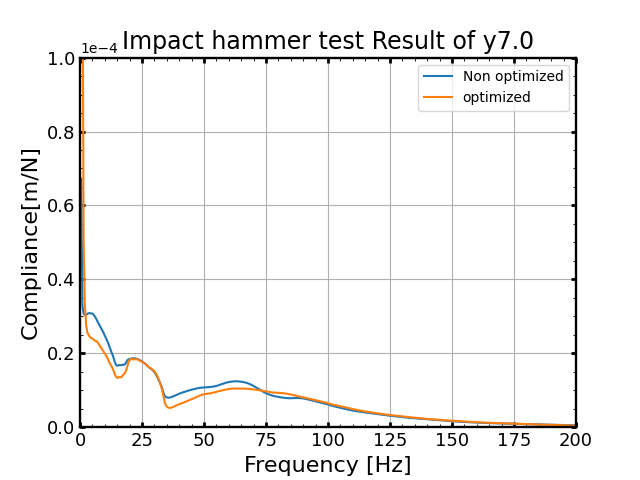 Impact hammer test Result of y7.0
1e−4
1.0
0.8
0.6
0.4
0.2
0.0
Compliance[m/N]
Non optimized
optimized
0 25 50 75 100 125 150 175 200
Frequency [Hz]